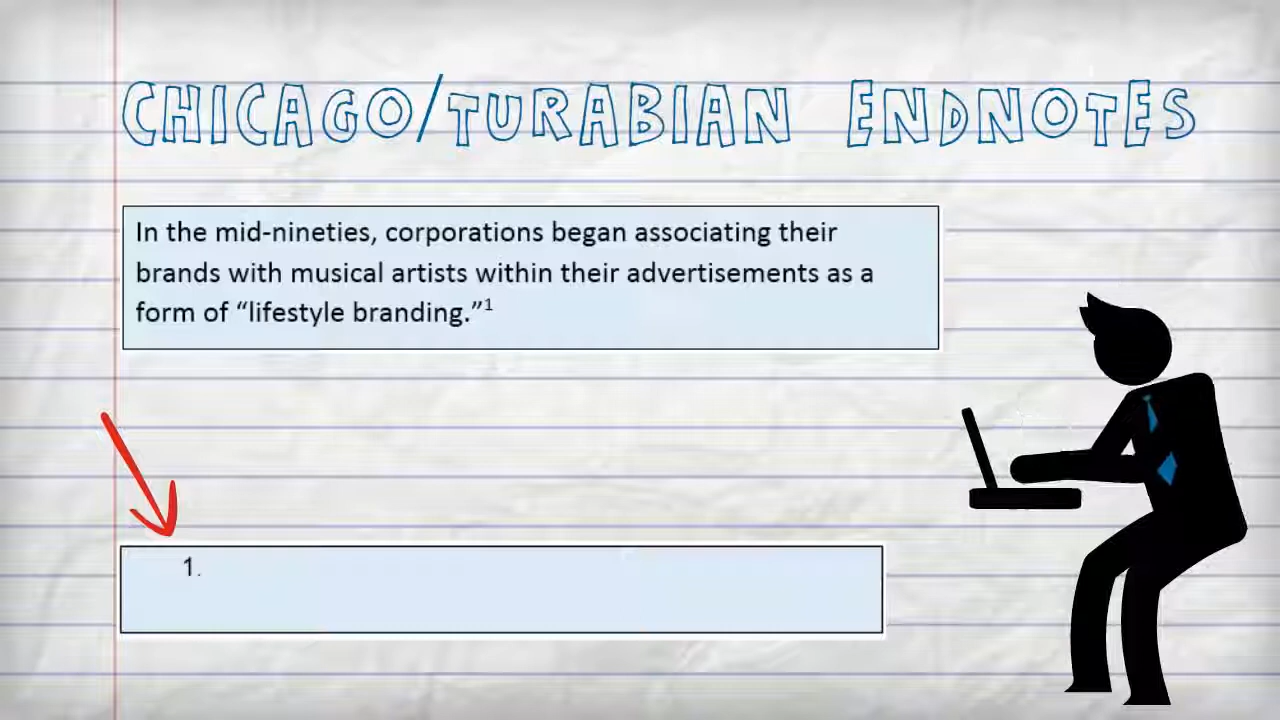 CHICAGO/TURABIAN ENDNOTES
In the mid-nineties, corporations began associating their
brands with musical artists within their advertisements as a
form of “lifestyle branding.”¹
1.